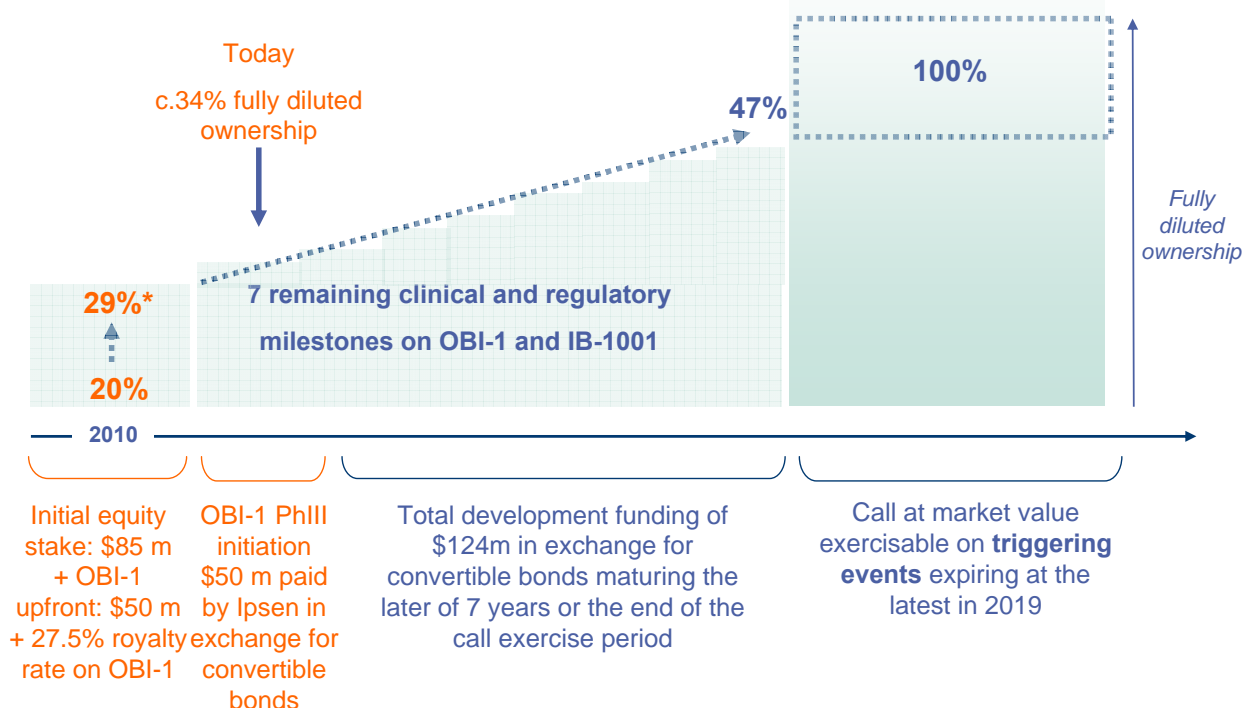 Today
c.34% fully diluted
ownership
47%
100%
Fully
diluted
ownership
29%*
20%
7 remaining clinical and regulatory
milestones on OBI-1 and IB-1001
2010
Initial equity
stake: $85 m
+ OBI-1
upfront: $50 m
+ 27.5% royalty
rate on OBI-1
OBI-1 PhIII
initiation
$50 m paid
by Ipsen in
exchange for
convertible
bonds
Total development funding of
$124m in exchange for
convertible bonds maturing the
later of 7 years or the end of the
call exercise period
Call at market value
exercisable on triggering
events expiring at the
latest in 2019